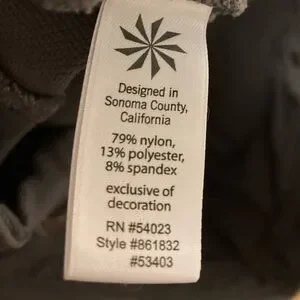 Designed in
Sonoma County,
California
79% nylon,
13% polyester,
8% spandex
exclusive of
decoration
RN #54023
Style #861832
#53403